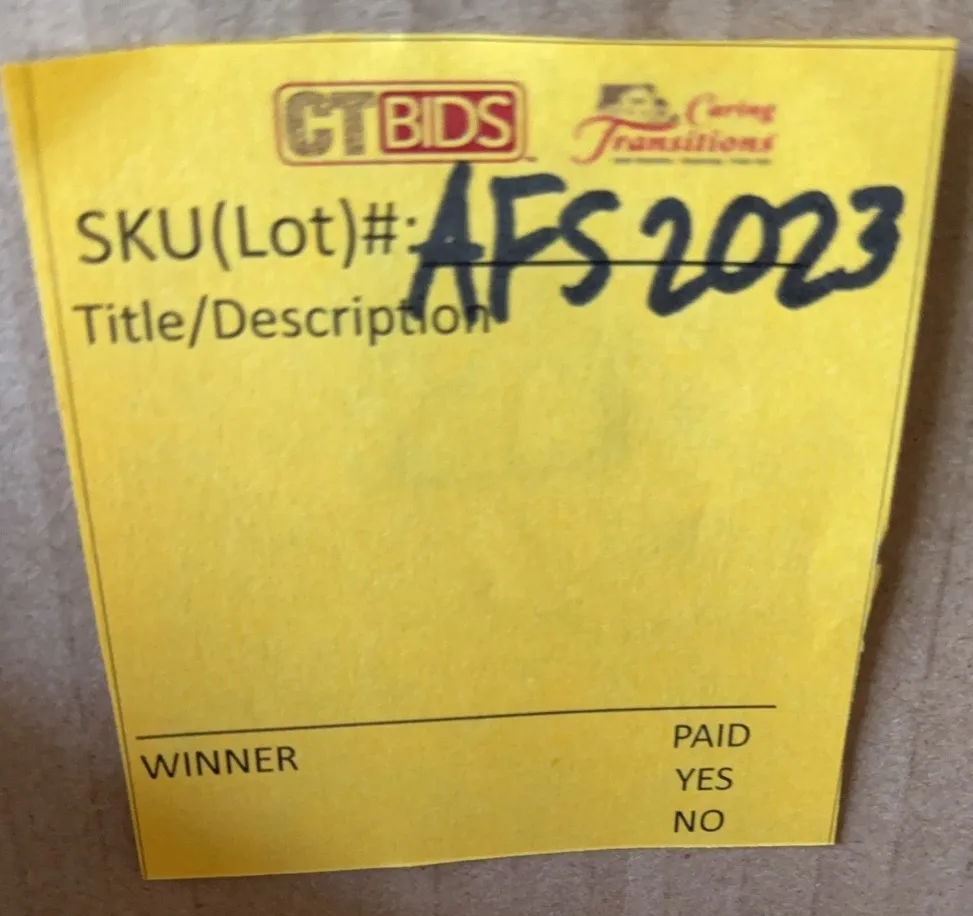 CTBIDS
Caring
Transitions
SKU(Lot)#: AFS2023
Title/Description
WINNER
PAID
YES
NO